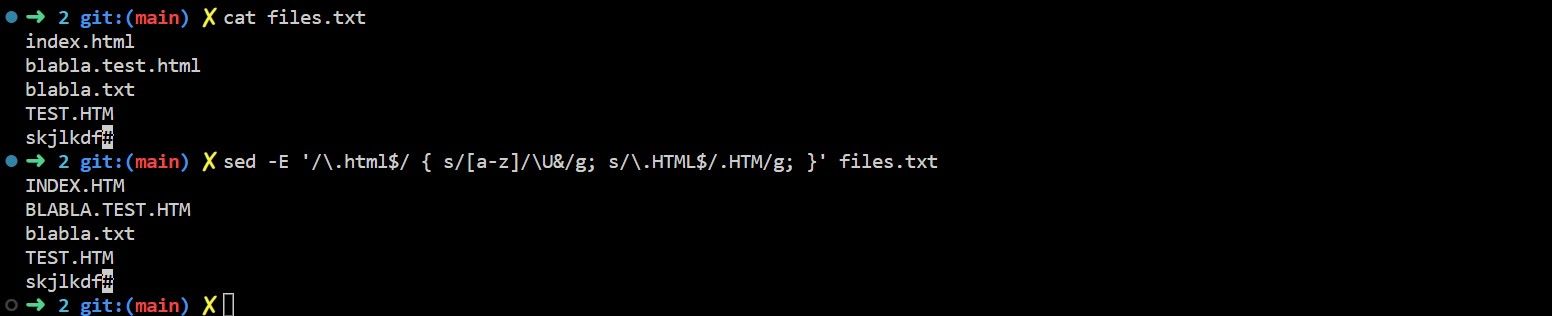 ➜ 2 git:(main) ✗ cat files.txt
index.html
blabla.test.html
blabla.txt
TEST.HTM
skjlkdf#
➜ 2 git:(main) ✗ sed -E '/\.html$/ { s/[a-z]/\U&/g; s/\.HTML$/.HTM/g; }' files.txt
INDEX.HTM
BLABLA.TEST.HTM
blabla.txt
TEST.HTM
skjlkdf#
➜ 2 git:(main) ✗